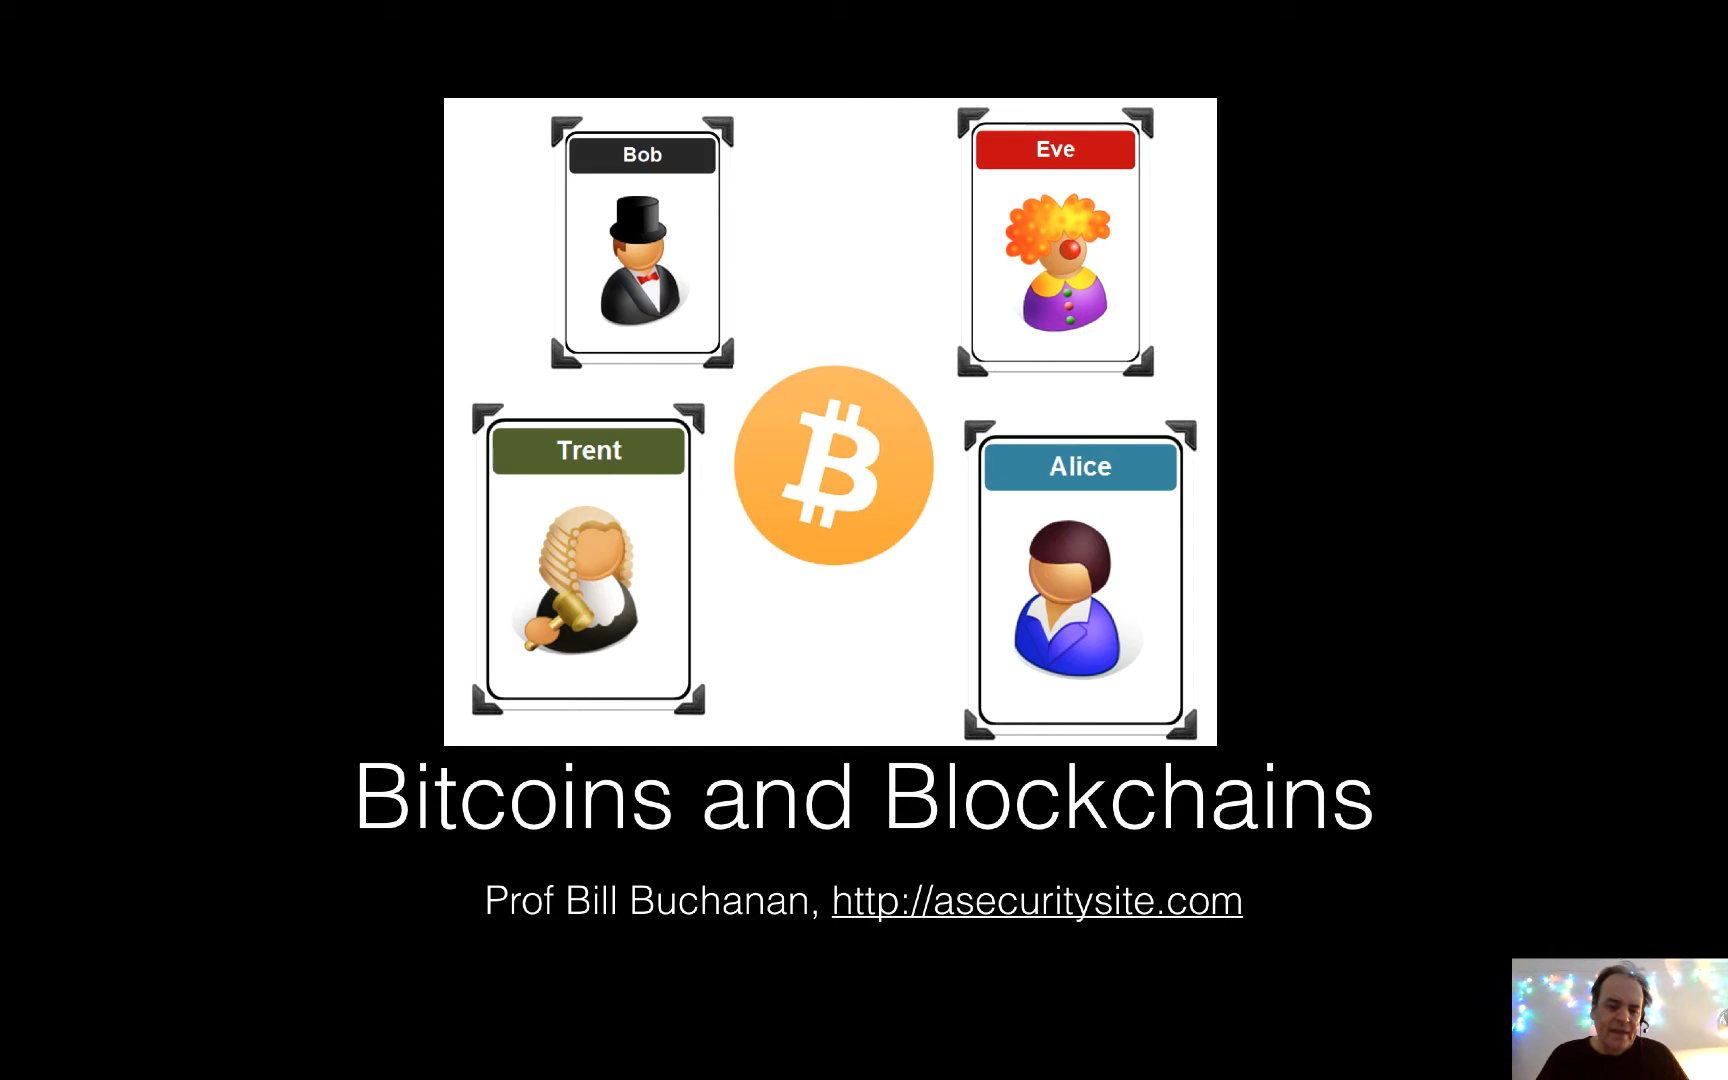 Bob
Eve
Trent
Alice
Bitcoins and Blockchains
Prof Bill Buchanan, http://asecuritysite.com